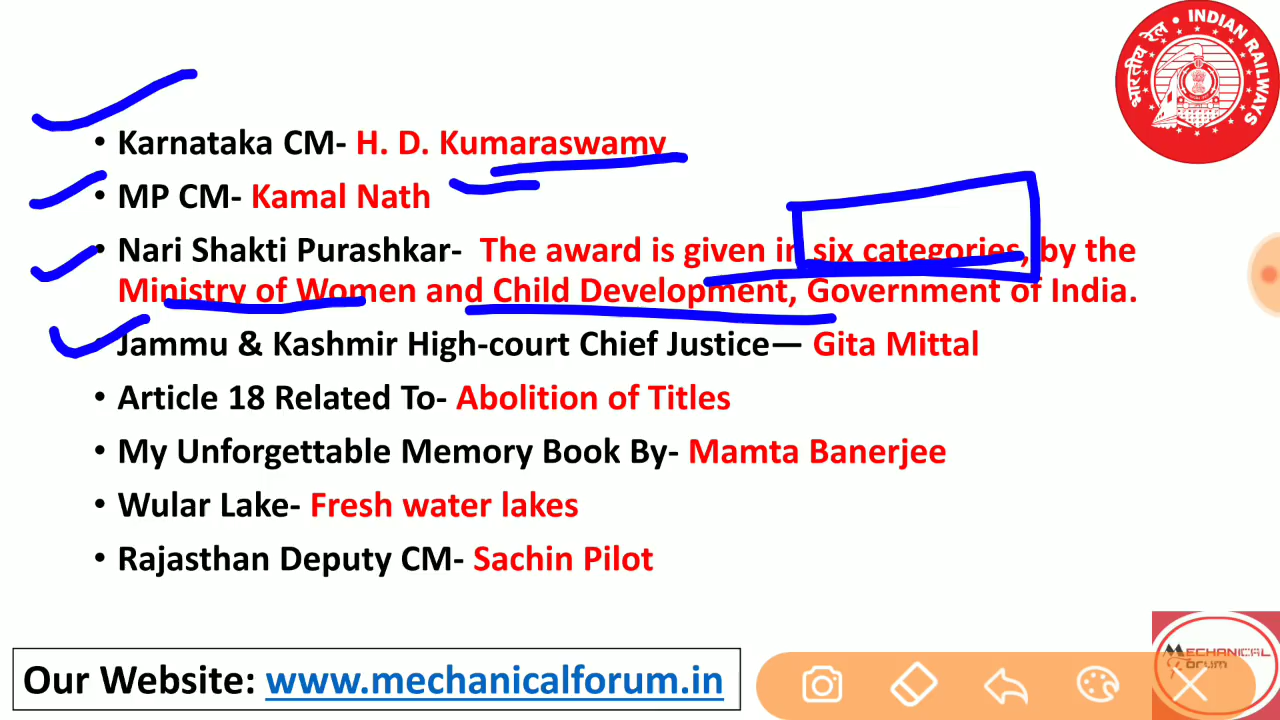 भारतीय रेल • INDIAN RAILWAYS
• Karnataka CM- H. D. Kumaraswamy
• MP CM- Kamal Nath
• Nari Shakti Purashkar- The award is given in six categories, by the
Ministry of Women and Child Development, Government of India.
• Jammu & Kashmir High-court Chief Justice— Gita Mittal
• Article 18 Related To- Abolition of Titles
• My Unforgettable Memory Book By- Mamta Banerjee
• Wular Lake- Fresh water lakes
• Rajasthan Deputy CM- Sachin Pilot
Our Website: www.mechanicalforum.in
MECHANICAL
Forum